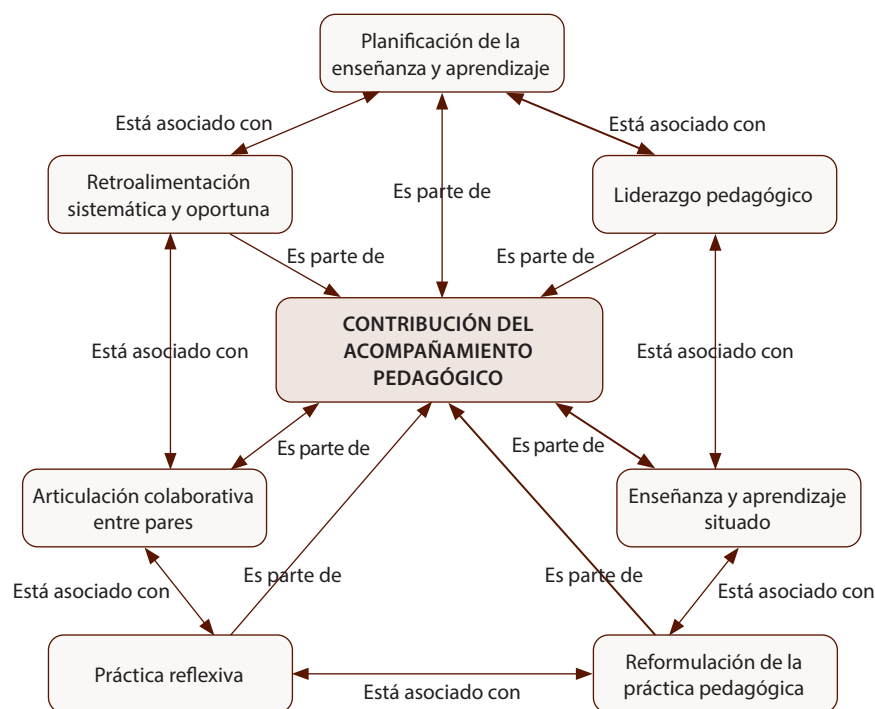 Planificación de la
enseñanza y aprendizaje
Está asociado con
Está asociado con
Retroalimentación
sistemática y oportuna
Es parte de
Liderazgo pedagógico
Es parte de
Es parte de
CONTRIBUCIÓN DEL
ACOMPAÑAMIENTO
PEDAGÓGICO
Está asociado con
Está asociado con
Es parte de
Es parte de
Articulación colaborativa
entre pares
Enseñanza y aprendizaje
situado
Está asociado con
Es parte de
Es parte de
Está asociado con
Práctica reflexiva
Está asociado con
Reformulación de la
práctica pedagógica